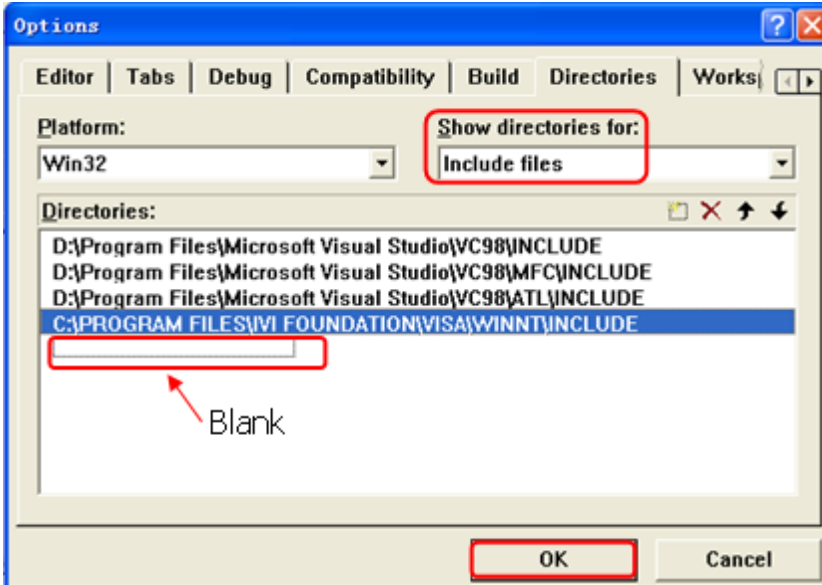 Options
Editor Tabs Debug Compatibility Build Directories Works
Platform: Show directories for:
Win32 Include files
Directories:
D:\Program Files\Microsoft Visual Studio\VC98\INCLUDE
D:\Program Files\Microsoft Visual Studio\VC98\MFC\INCLUDE
D:\Program Files\Microsoft Visual Studio\VC98\ATL\INCLUDE
C:\PROGRAM FILES\IVI FOUNDATION\VISA\WINNT\INCLUDE
Blank
OK Cancel